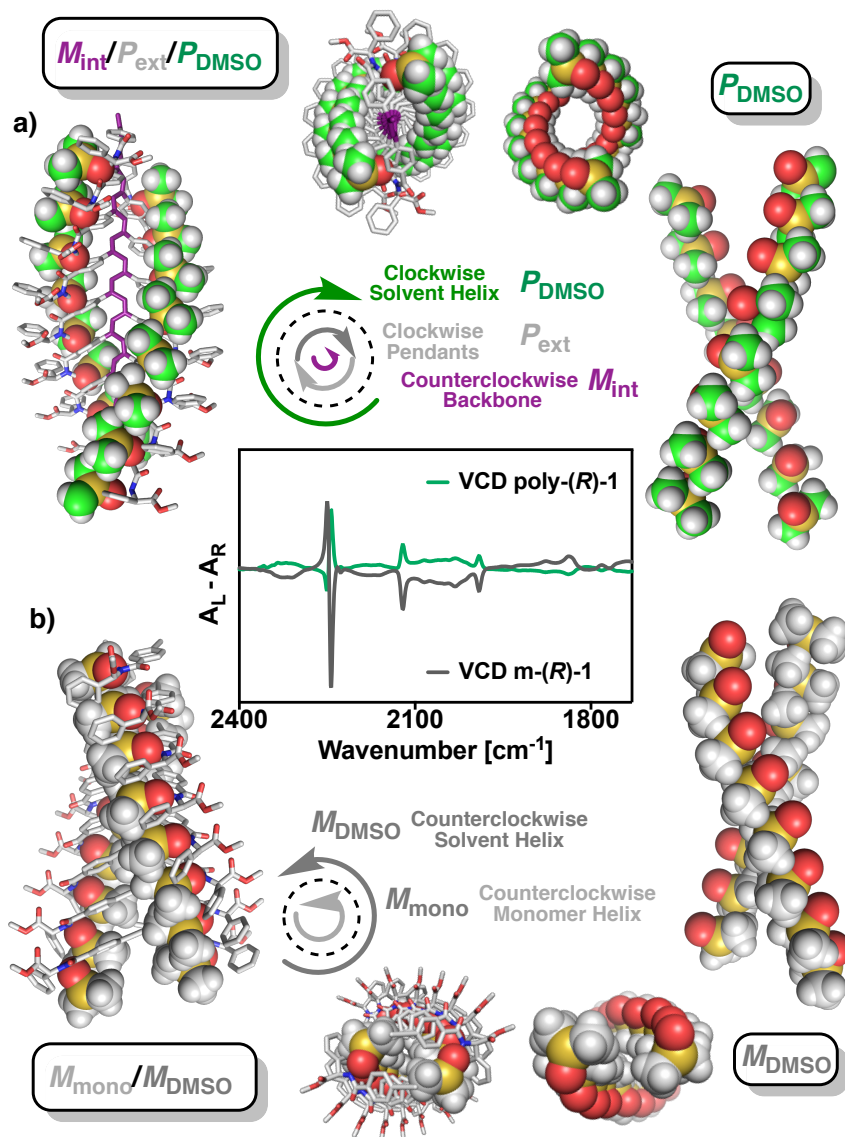 Mint/Pext/PDMSO
PDMSO
a)
Clockwise
Solvent Helix
PDMSO
Clockwise
Pendants
Pext
Counterclockwise
Backbone
Mint
VCD poly-(R)-1
AL - AR
VCD m-(R)-1
2400
2100
1800
Wavenumber [cm-1]
b)
MDMSO
Counterclockwise
Solvent Helix
Mmono
Counterclockwise
Monomer Helix
Mmono/MDMSO
MDMSO